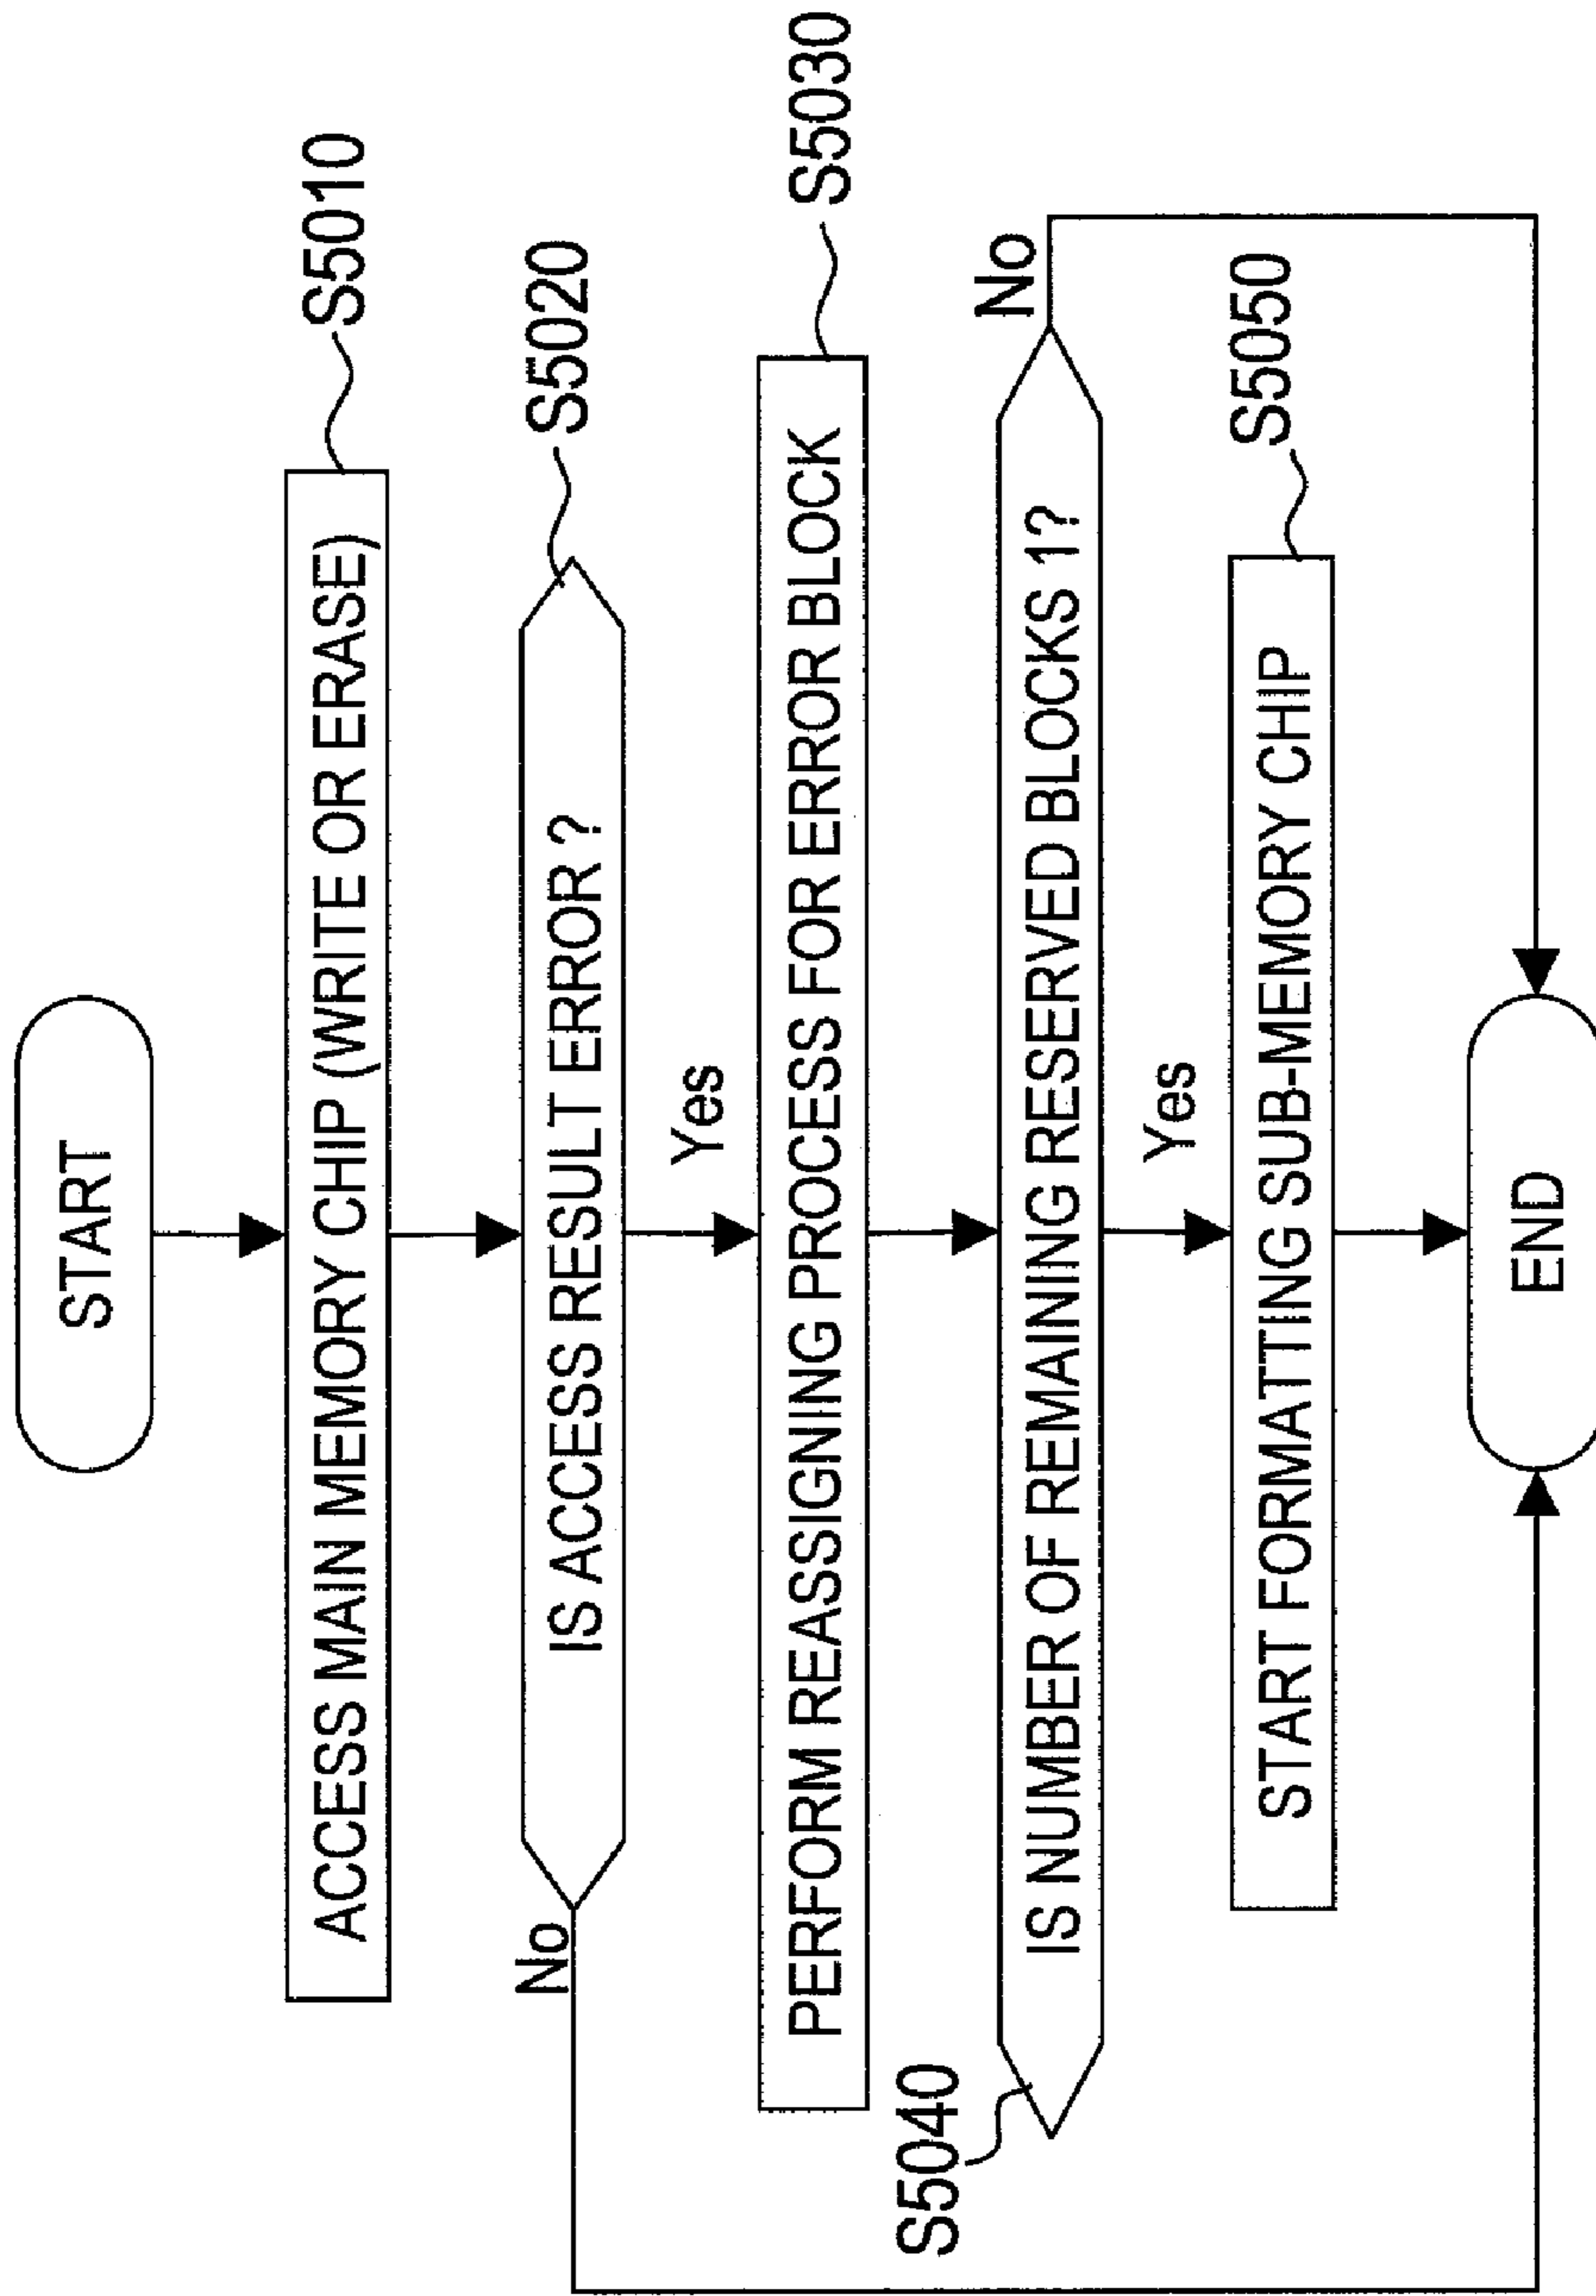 START
ACCESS MAIN MEMORY CHIP (WRITE OR ERASE)
S5010
IS ACCESS RESULT ERROR ?
S5020
No
Yes
PERFORM REASSIGNING PROCESS FOR ERROR BLOCK
S5030
S5040
IS NUMBER OF REMAINING RESERVED BLOCKS 1?
No
Yes
START FORMATTING SUB-MEMORY CHIP
S5050
END